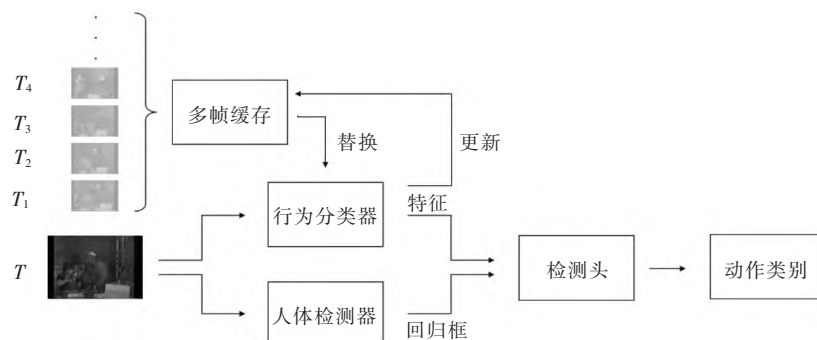 T4
多帧缓存
T3
替换
更新
T2
T1
行为分类器
特征
T
检测头
动作类别
人体检测器
回归框